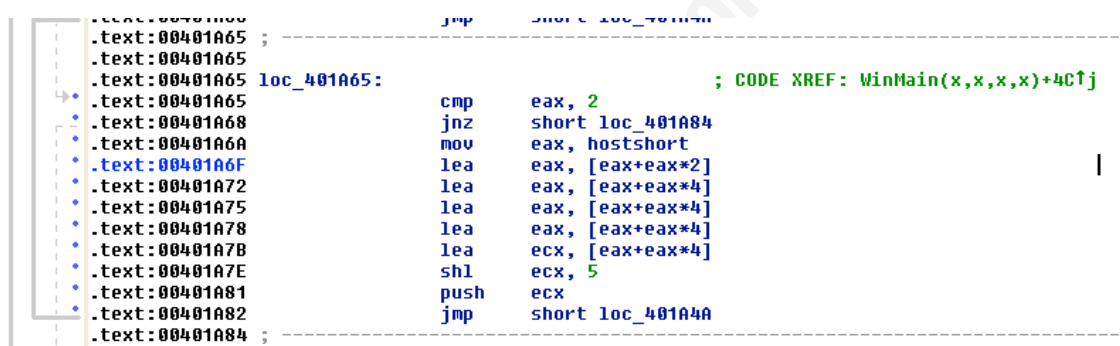 .text:00401A65 ; ----------------------------------------------------------------
.text:00401A65
.text:00401A65 loc_401A65: ; CODE XREF: WinMain(x,x,x,x)+4C↑j
.text:00401A65 cmp eax, 2
.text:00401A68 jnz short loc_401A84
.text:00401A6A mov eax, hostshort
.text:00401A6F lea eax, [eax+eax*2]
.text:00401A72 lea eax, [eax+eax*4]
.text:00401A75 lea eax, [eax+eax*4]
.text:00401A78 lea eax, [eax+eax*4]
.text:00401A7B lea ecx, [eax+eax*4]
.text:00401A7E shl ecx, 5
.text:00401A81 push ecx
.text:00401A82 jmp short loc_401A4A
.text:00401A84 ; ----------------------------------------------------------------